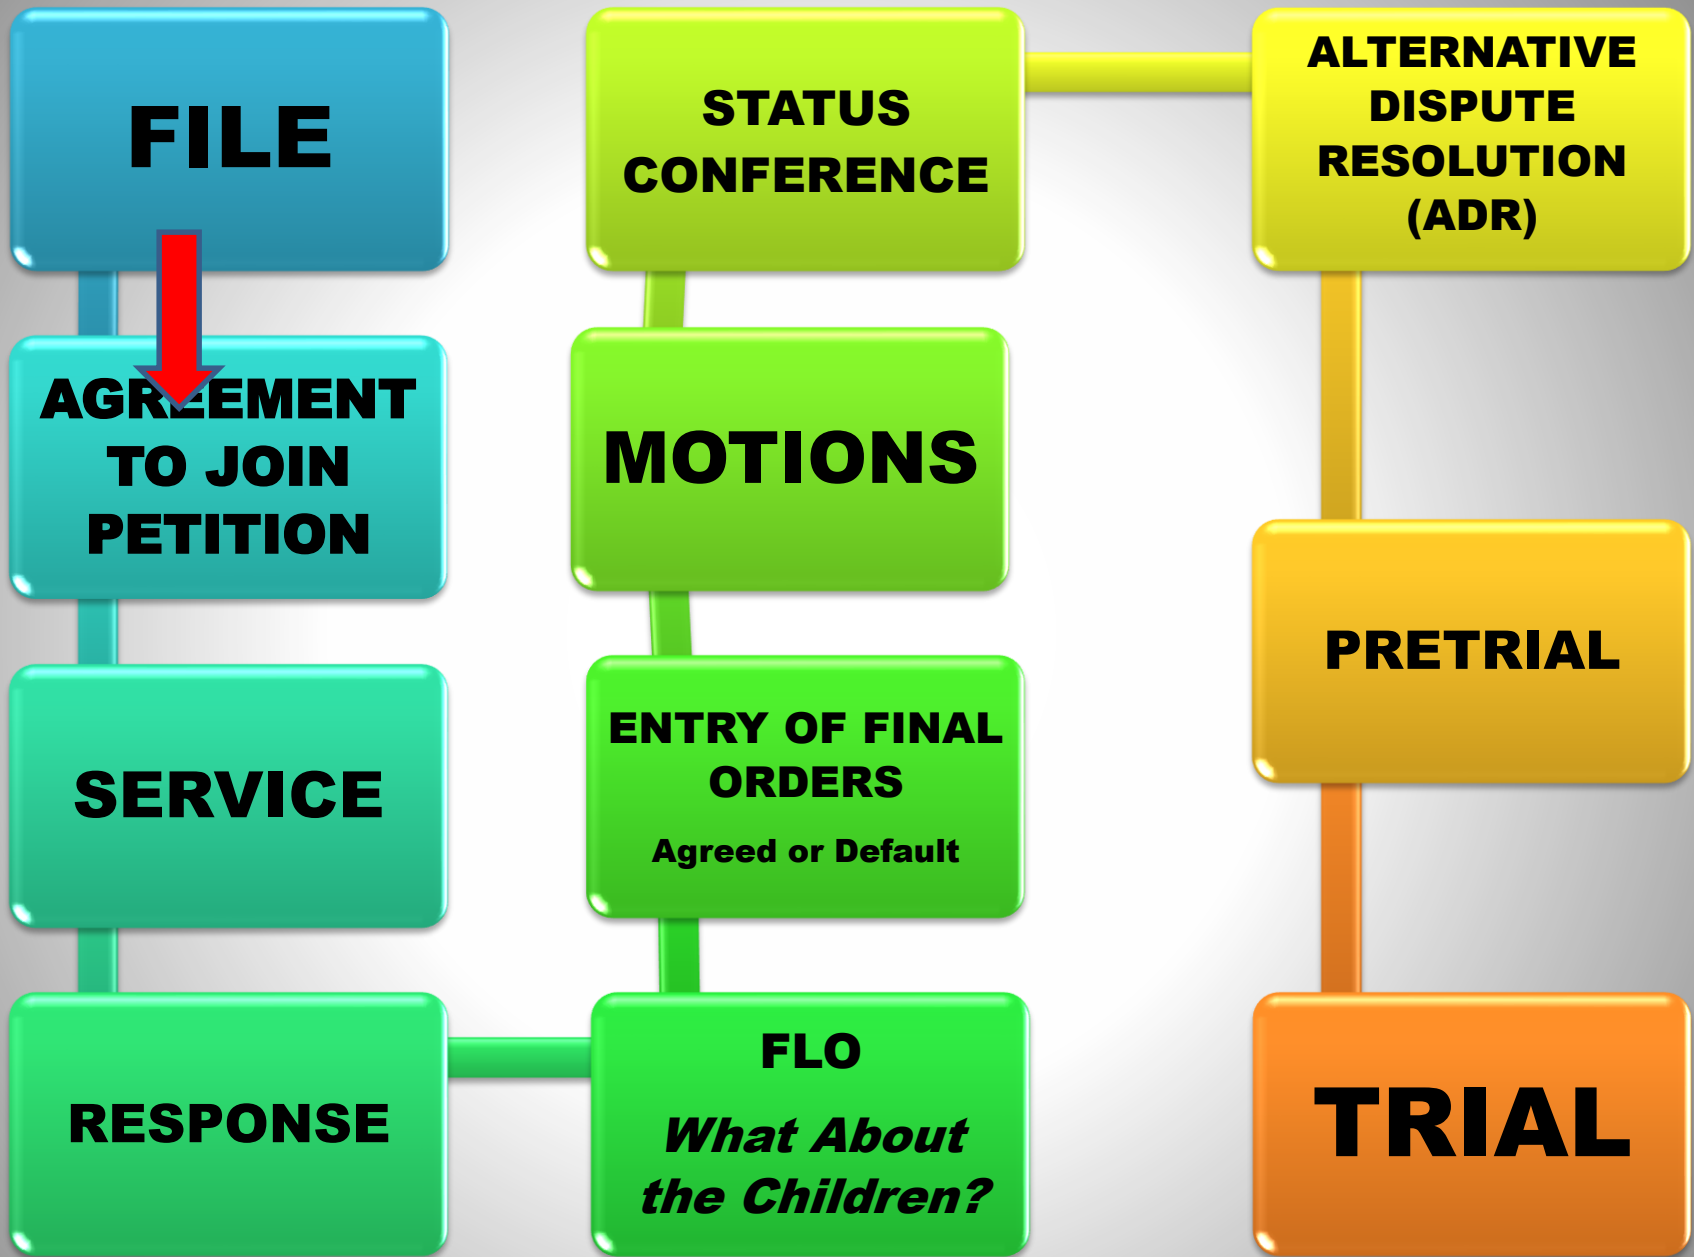 FILE
AGREEMENT
TO JOIN
PETITION
SERVICE
RESPONSE
FLO
What About
the Children?
ENTRY OF FINAL
ORDERS
Agreed or Default
MOTIONS
STATUS
CONFERENCE
ALTERNATIVE
DISPUTE
RESOLUTION
(ADR)
PRETRIAL
TRIAL